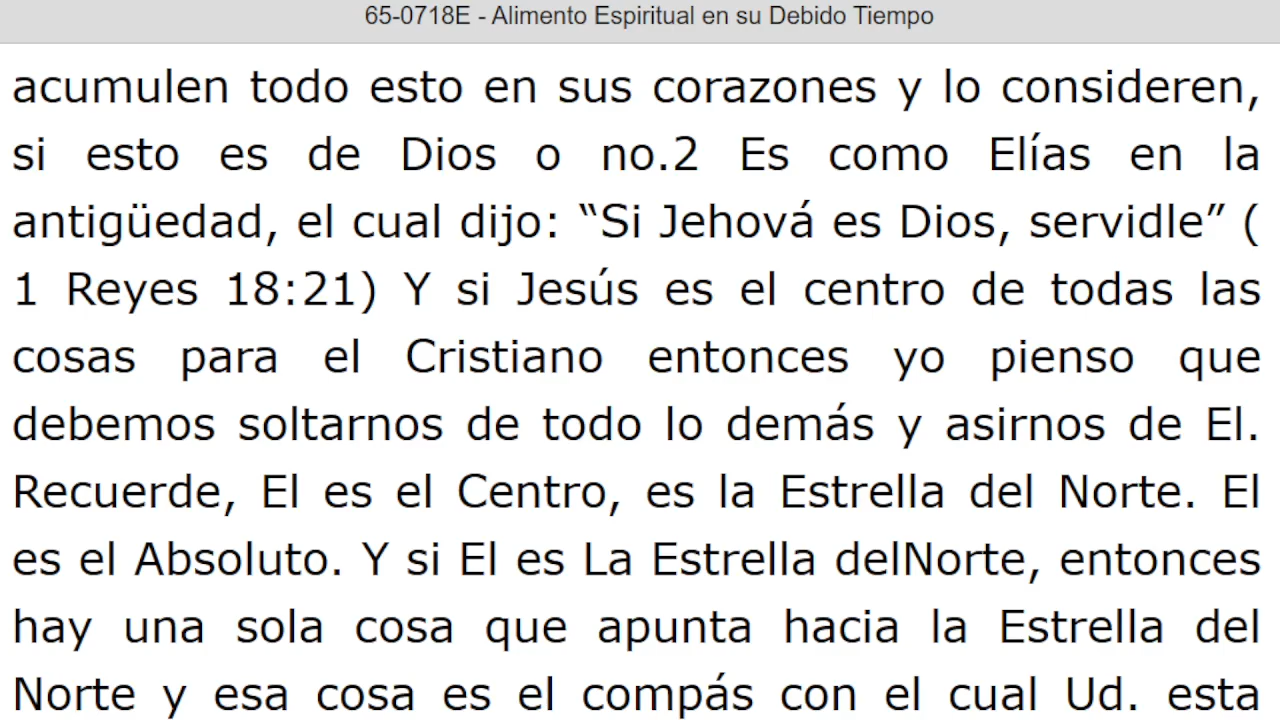 65-0718E - Alimento Espiritual en su Debido Tiempo
acumulen todo esto en sus corazones y lo consideren,
si esto es de Dios o no.2 Es como Elías en la
antigüedad, el cual dijo: “Si Jehová es Dios, servidle” (
1 Reyes 18:21) Y si Jesús es el centro de todas las
cosas para el Cristiano entonces yo pienso que
debemos soltarnos de todo lo demás y asirnos de El.
Recuerde, El es el Centro, es la Estrella del Norte. El
es el Absoluto. Y si El es La Estrella delNorte, entonces
hay una sola cosa que apunta hacia la Estrella del
Norte y esa cosa es el compás con el cual Ud. esta